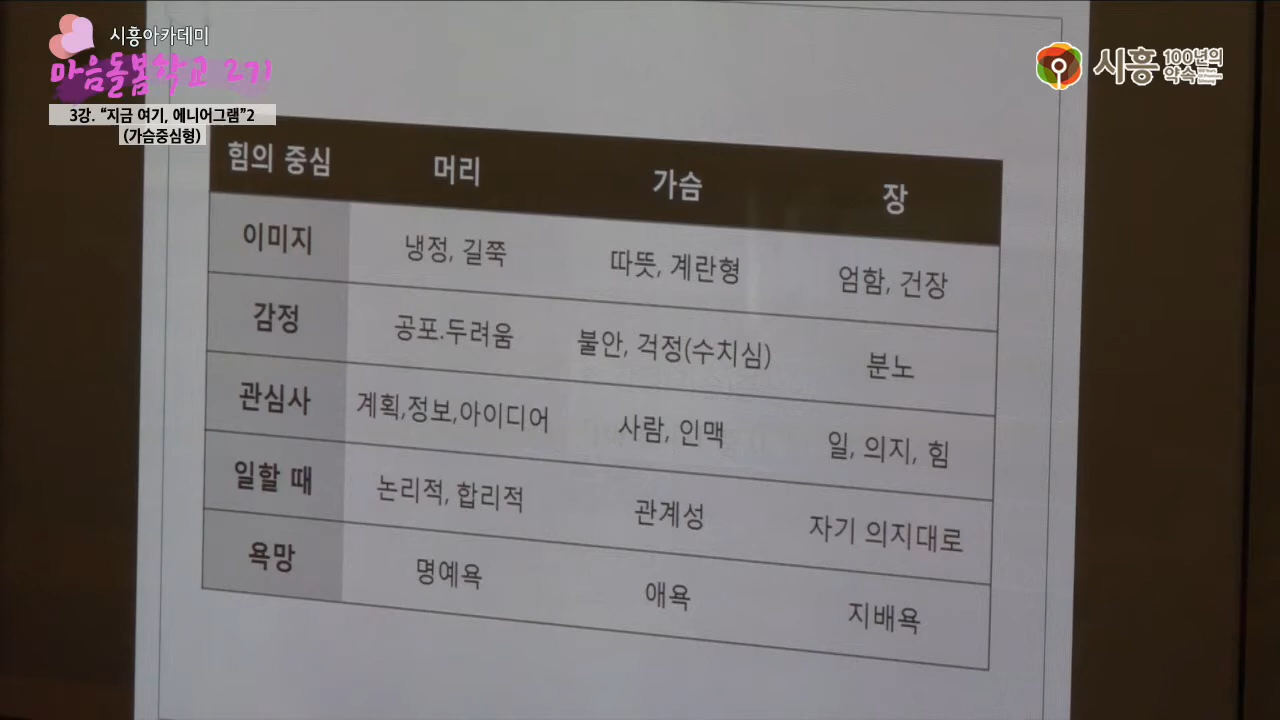 시흥아카데미
마음돌봄학교 2기
3강. “지금 여기, 에니어그램”2
(가슴중심형)
시흥 100년의 약속
힘의 중심 머리 가슴 장
이미지 냉정, 길쭉 따뜻, 계란형 엄함, 건장
감정 공포.두려움 불안, 걱정(수치심) 분노
관심사 계획,정보,아이디어 사람, 인맥 일, 의지, 힘
일할 때 논리적, 합리적 관계성 자기 의지대로
욕망 명예욕 애욕 지배욕